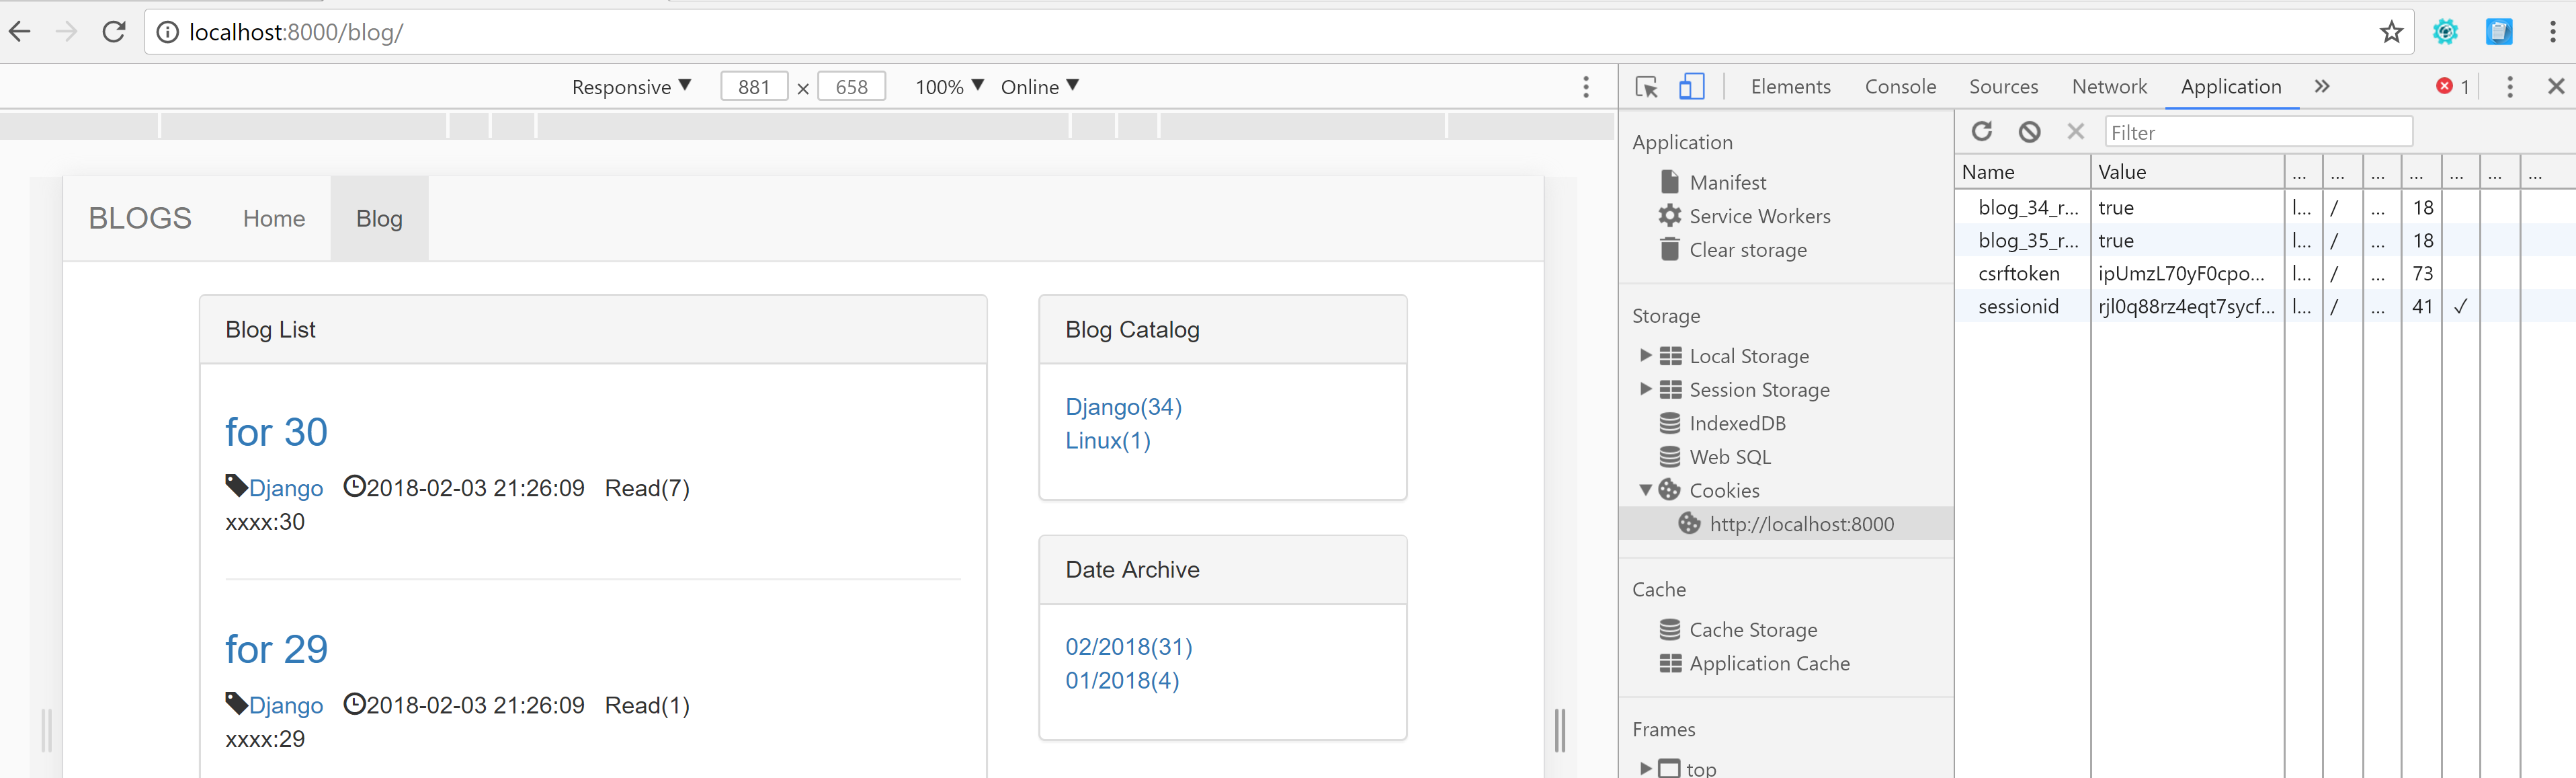 localhost:8000/blog/
Responsive 881 × 658 100% Online
Elements Console Sources Network Application » 1
BLOGS Home Blog
Blog List
for 30
Django 2018-02-03 21:26:09 Read(7)
xxxx:30
for 29
Django 2018-02-03 21:26:09 Read(1)
xxxx:29
Blog Catalog
Django(34)
Linux(1)
Date Archive
02/2018(31)
01/2018(4)
Application
Manifest
Service Workers
Clear storage
Storage
Local Storage
Session Storage
IndexedDB
Web SQL
Cookies
http://localhost:8000
Cache
Cache Storage
Application Cache
Frames
top
Filter
Name Value ... ... ... ... ... ... ...
blog_34_r... true l... / ... 18
blog_35_r... true l... / ... 18
csrftoken ipUmzL70yF0cpo... l... / ... 73
sessionid rjl0q88rz4eqt7sycf... l... / ... 41 ✓